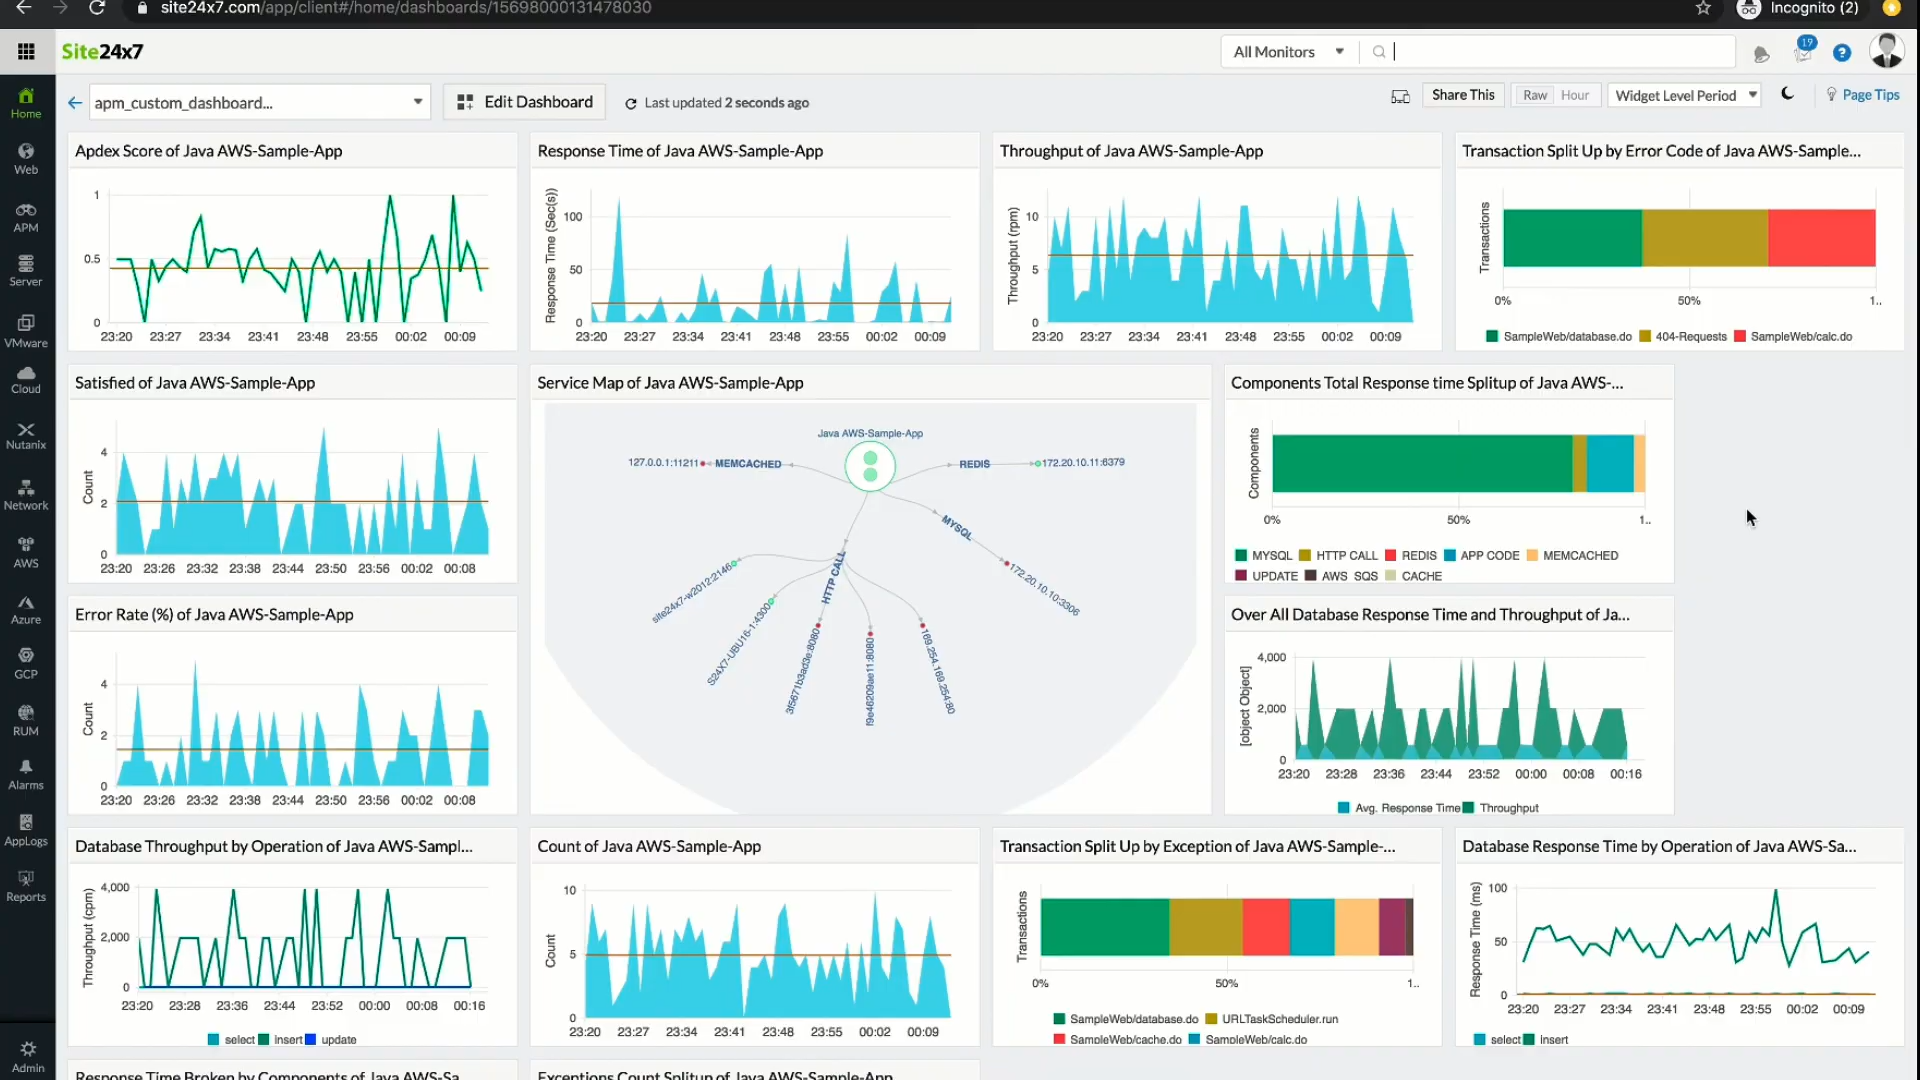 site24x7.com/app/client#/home/dashboards/15698000131478030
Incognito (2)
Site24x7
All Monitors
19
?
apm_custom_dashboard...
Edit Dashboard
Last updated 2 seconds ago
Share This
Raw Hour
Widget Level Period
Page Tips
Home
Web
APM
Server
VMware
Cloud
Nutanix
Network
AWS
Azure
GCP
RUM
Alarms
AppLogs
Reports
Admin
Apdex Score of Java AWS-Sample-App
1
0.5
0
23:20 23:27 23:34 23:41 23:48 23:55 00:02 00:09
Response Time of Java AWS-Sample-App
Response Time (Sec(s))
100
50
0
23:20 23:27 23:34 23:41 23:48 23:55 00:02 00:09
Throughput of Java AWS-Sample-App
Throughput (rpm)
10
5
0
23:20 23:27 23:34 23:41 23:48 23:55 00:02 00:09
Transaction Split Up by Error Code of Java AWS-Sample...
Transactions
0% 50% 1..
SampleWeb/database.do 404-Requests SampleWeb/calc.do
Satisfied of Java AWS-Sample-App
Count
4
2
0
23:20 23:26 23:32 23:38 23:44 23:50 23:56 00:02 00:08
Service Map of Java AWS-Sample-App
Java AWS-Sample-App
127.0.0.1:11211 MEMCACHED
REDIS 172.20.10.11:6379
MYSQL
172.20.10.10:3306
HTTP CALL
site24x7-w2012:2146
S24X7-UBU16-1:4300
3f5671b3ad3e:8080
f9e46209ae11:8080
169.254.169.254:80
Components Total Response time Splitup of Java AWS-...
Components
0% 50% 1..
MYSQL HTTP CALL REDIS APP CODE MEMCACHED
UPDATE AWS SQS CACHE
Error Rate (%) of Java AWS-Sample-App
Count
4
2
0
23:20 23:26 23:32 23:38 23:44 23:50 23:56 00:02 00:08
Over All Database Response Time and Throughput of Ja...
[object Object]
4,000
2,000
0
23:20 23:28 23:36 23:44 23:52 00:00 00:08 00:16
Avg. Response Time Throughput
Database Throughput by Operation of Java AWS-Sampl...
Throughput (cpm)
4,000
2,000
0
23:20 23:28 23:36 23:44 23:52 00:00 00:08 00:16
select insert update
Count of Java AWS-Sample-App
Count
10
5
0
23:20 23:27 23:34 23:41 23:48 23:55 00:02 00:09
Transaction Split Up by Exception of Java AWS-Sample-...
Transactions
0% 50% 1..
SampleWeb/database.do URLTaskScheduler.run
SampleWeb/cache.do SampleWeb/calc.do
Database Response Time by Operation of Java AWS-Sa...
Response Time (ms)
100
50
0
23:20 23:27 23:34 23:41 23:48 23:55 00:02 00:09
select insert
Response Time Broken by Components of Java AWS-Sa...
Exceptions Count Splitup of Java AWS-Sample-App